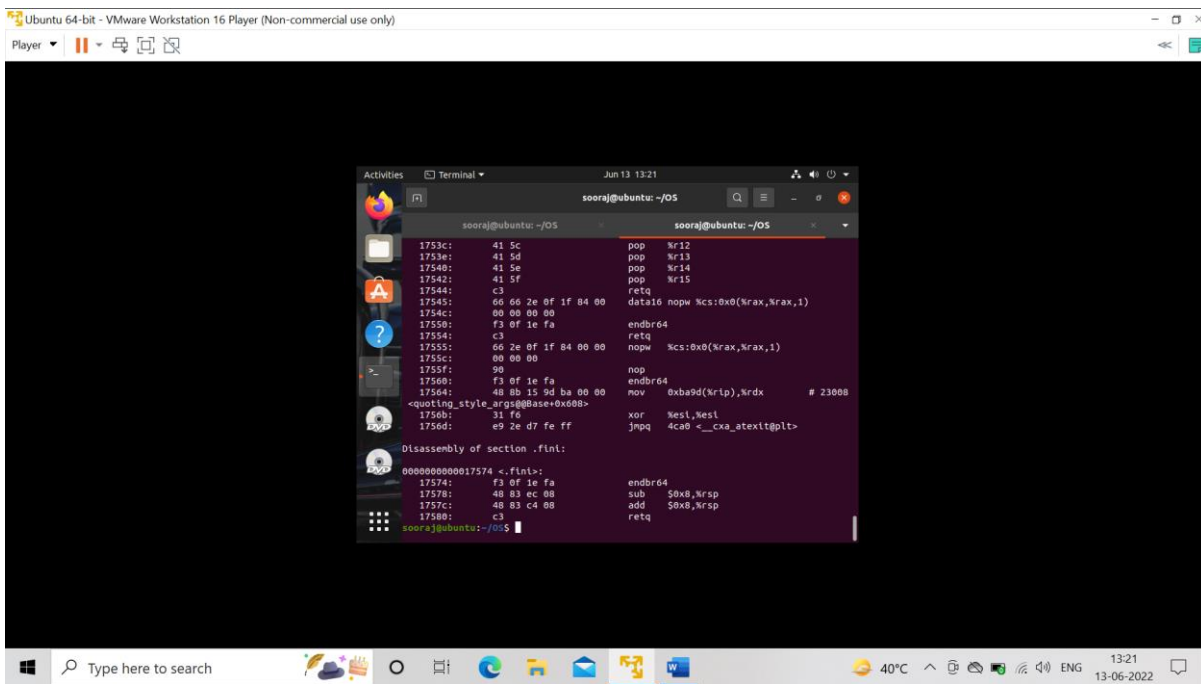 Ubuntu 64-bit - VMware Workstation 16 Player (Non-commercial use only)
Player
Activities Terminal Jun 13 13:21
sooraj@ubuntu: ~/OS
sooraj@ubuntu: ~/OS sooraj@ubuntu: ~/OS
1753c: 41 5c pop %r12
1753e: 41 5d pop %r13
17540: 41 5e pop %r14
17542: 41 5f pop %r15
17544: c3 retq
17545: 66 66 2e 0f 1f 84 00 data16 nopw %cs:0x0(%rax,%rax,1)
1754c: 00 00 00 00
17550: f3 0f 1e fa endbr64
17554: c3 retq
17555: 66 2e 0f 1f 84 00 00 nopw %cs:0x0(%rax,%rax,1)
1755c: 00 00 00
1755f: 90 nop
17560: f3 0f 1e fa endbr64
17564: 48 8b 15 9d ba 00 00 mov 0xba9d(%rip),%rdx # 23008
<quoting_style_args@@Base+0x608>
1756b: 31 f6 xor %esi,%esi
1756d: e9 2e d7 fe ff jmpq 4ca0 <__cxa_atexit@plt>
Disassembly of section .fini:
0000000000017574 <.fini>:
17574: f3 0f 1e fa endbr64
17578: 48 83 ec 08 sub $0x8,%rsp
1757c: 48 83 c4 08 add $0x8,%rsp
17580: c3 retq
sooraj@ubuntu:~/OS$
Type here to search 40°C ENG 13:21
13-06-2022